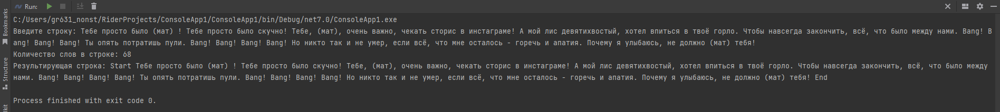 Run:
C:/Users/gr631_nonst/RiderProjects/ConsoleApp1/ConsoleApp1/bin/Debug/net7.0/ConsoleApp1.exe
Введите строку: Тебе просто было (мат) ! Тебе просто было скучно! Тебе, (мат), очень важно, чекать сторис в инстаграме! А мой лис девятихвостый, хотел впиться в твоё горло. Чтобы навсегда закончить, всё, что было между нами. Bang! B
ang! Bang! Bang! Ты опять потратишь пули. Bang! Bang! Bang! Bang! Но никто так и не умер, если всё, что мне осталось - горечь и апатия. Почему я улыбаюсь, не должно (мат) тебя!
Количество слов в строке: 68
Результирующая строка: Start Тебе просто было (мат) ! Тебе просто было скучно! Тебе, (мат), очень важно, чекать сторис в инстаграме! А мой лис девятихвостый, хотел впиться в твоё горло. Чтобы навсегда закончить, всё, что было между
нами. Bang! Bang! Bang! Bang! Ты опять потратишь пули. Bang! Bang! Bang! Bang! Но никто так и не умер, если всё, что мне осталось - горечь и апатия. Почему я улыбаюсь, не должно (мат) тебя! End
Process finished with exit code 0.
Bookmarks
Structure